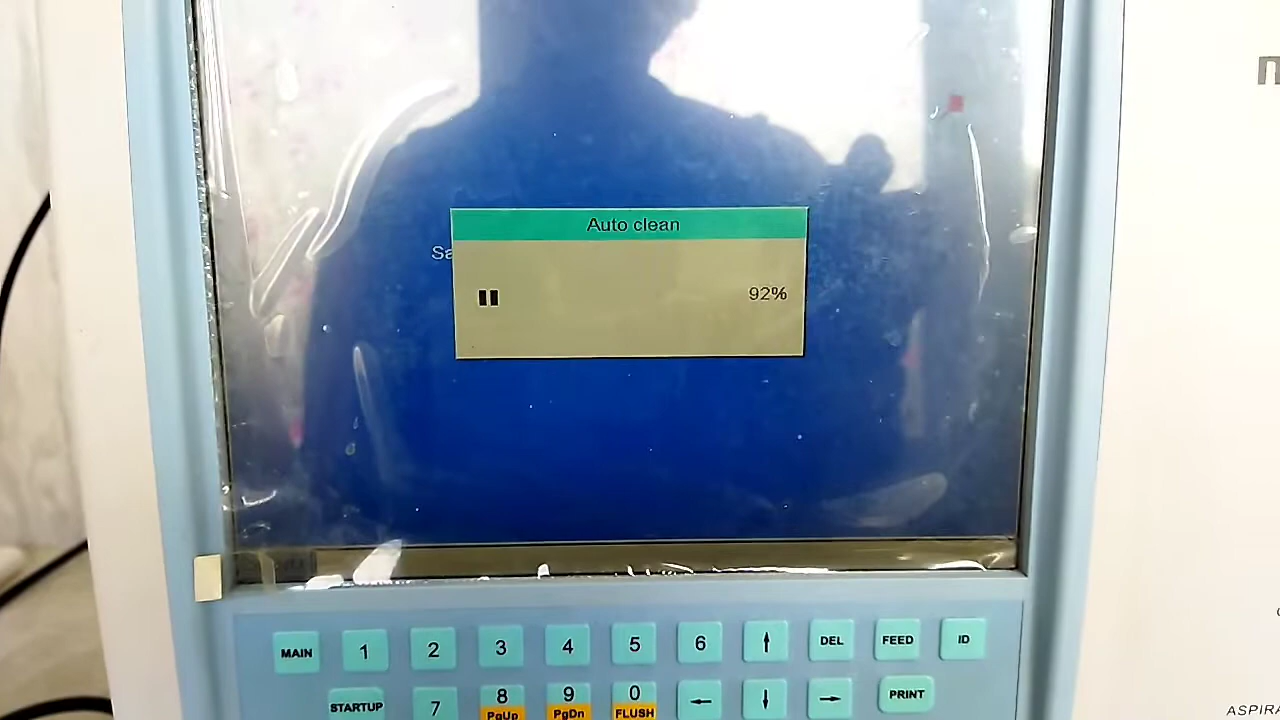 Auto clean
Sa
92%
MAIN 1 2 3 4 5 6 ↑ DEL FEED ID
STARTUP 7 8 PgUp 9 PgDn 0 FLUSH ← ↓ → PRINT
ASPIRA